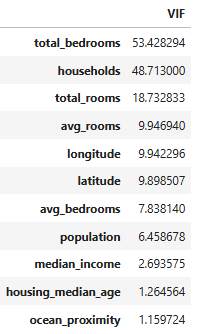 VIF
total_bedrooms 53.428294
households 48.713000
total_rooms 18.732833
avg_rooms 9.946940
longitude 9.942296
latitude 9.898507
avg_bedrooms 7.838140
population 6.458678
median_income 2.693575
housing_median_age 1.264564
ocean_proximity 1.159724